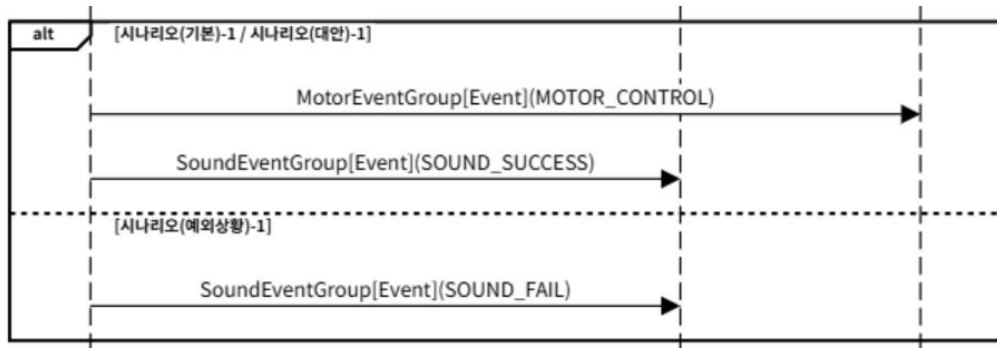 alt
[시나리오(기본)-1 / 시나리오(대안)-1]
MotorEventGroup[Event](MOTOR_CONTROL)
SoundEventGroup[Event](SOUND_SUCCESS)
[시나리오(예외상황)-1]
SoundEventGroup[Event](SOUND_FAIL)